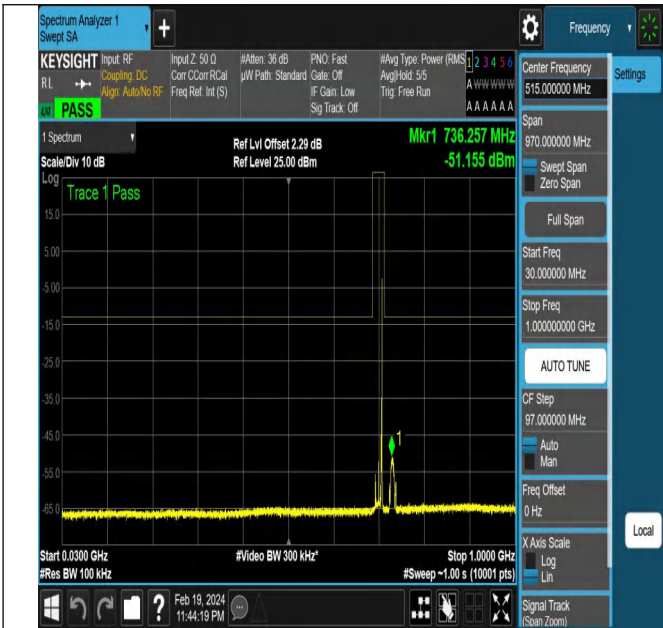 Spectrum Analyzer 1
Swept SA
Frequency
KEYSIGHT
RL
PASS
Input: RF
Coupling: DC
Align: Auto/No RF
Input Z: 50 Ω
Corr CCorr RCal
Freq Ref: Int (S)
#Atten: 36 dB
µW Path: Standard
PNO: Fast
Gate: Off
IF Gain: Low
Sig Track: Off
#Avg Type: Power (RMS
Avg|Hold: 5/5
Trig: Free Run
1 2 3 4 5 6
A W W W W W
A A A A A A
1 Spectrum
Scale/Div 10 dB
Log
Ref Lvl Offset 2.29 dB
Ref Level 25.00 dBm
Mkr1 736.257 MHz
-51.155 dBm
Trace 1 Pass
15.0
5.00
-5.00
-15.0
-25.0
-35.0
-45.0
-55.0
-65.0
1
Start 0.0300 GHz
#Res BW 100 kHz
#Video BW 300 kHz*
Stop 1.0000 GHz
#Sweep ~1.00 s (10001 pts)
?
Feb 19, 2024
11:44:19 PM
Settings
Center Frequency
515.000000 MHz
Span
970.000000 MHz
Swept Span
Zero Span
Full Span
Start Freq
30.000000 MHz
Stop Freq
1.000000000 GHz
AUTO TUNE
CF Step
97.000000 MHz
Auto
Man
Freq Offset
0 Hz
X Axis Scale
Log
Lin
Signal Track
(Span Zoom)
Local